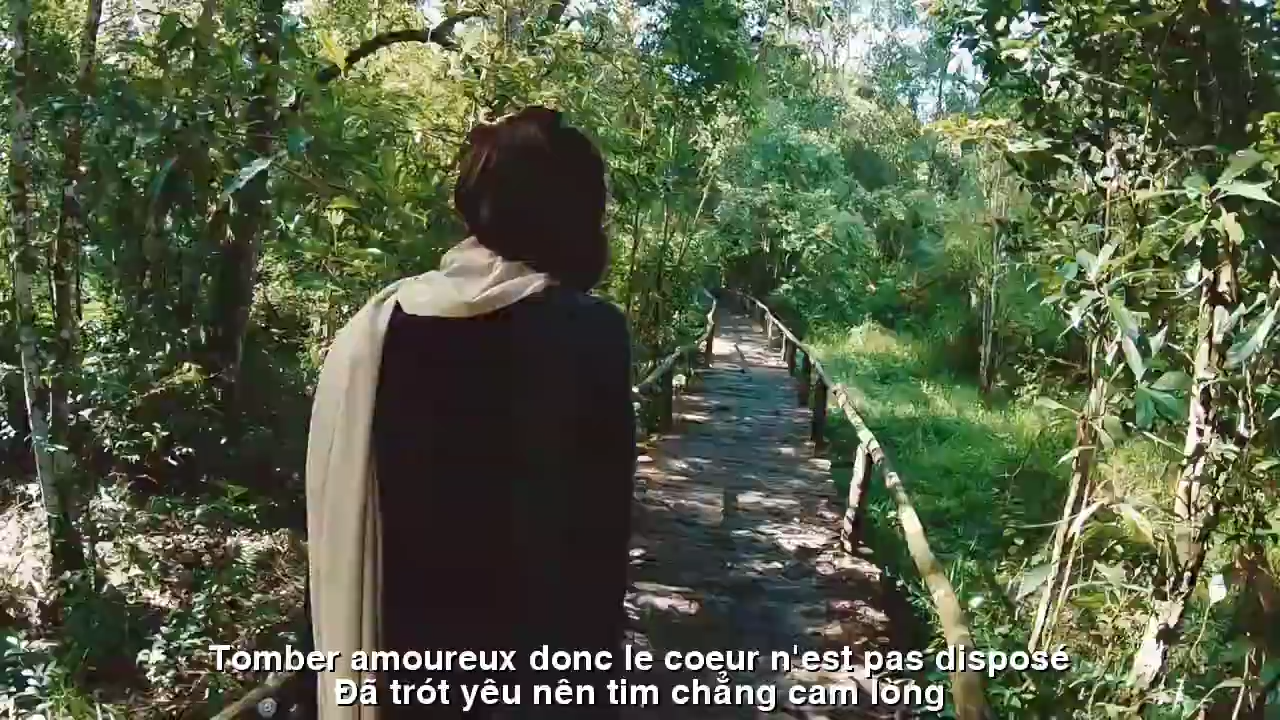 Tomber amoureux donc le coeur n'est pas disposé
Đã trót yêu nên tim chẳng cam lòng